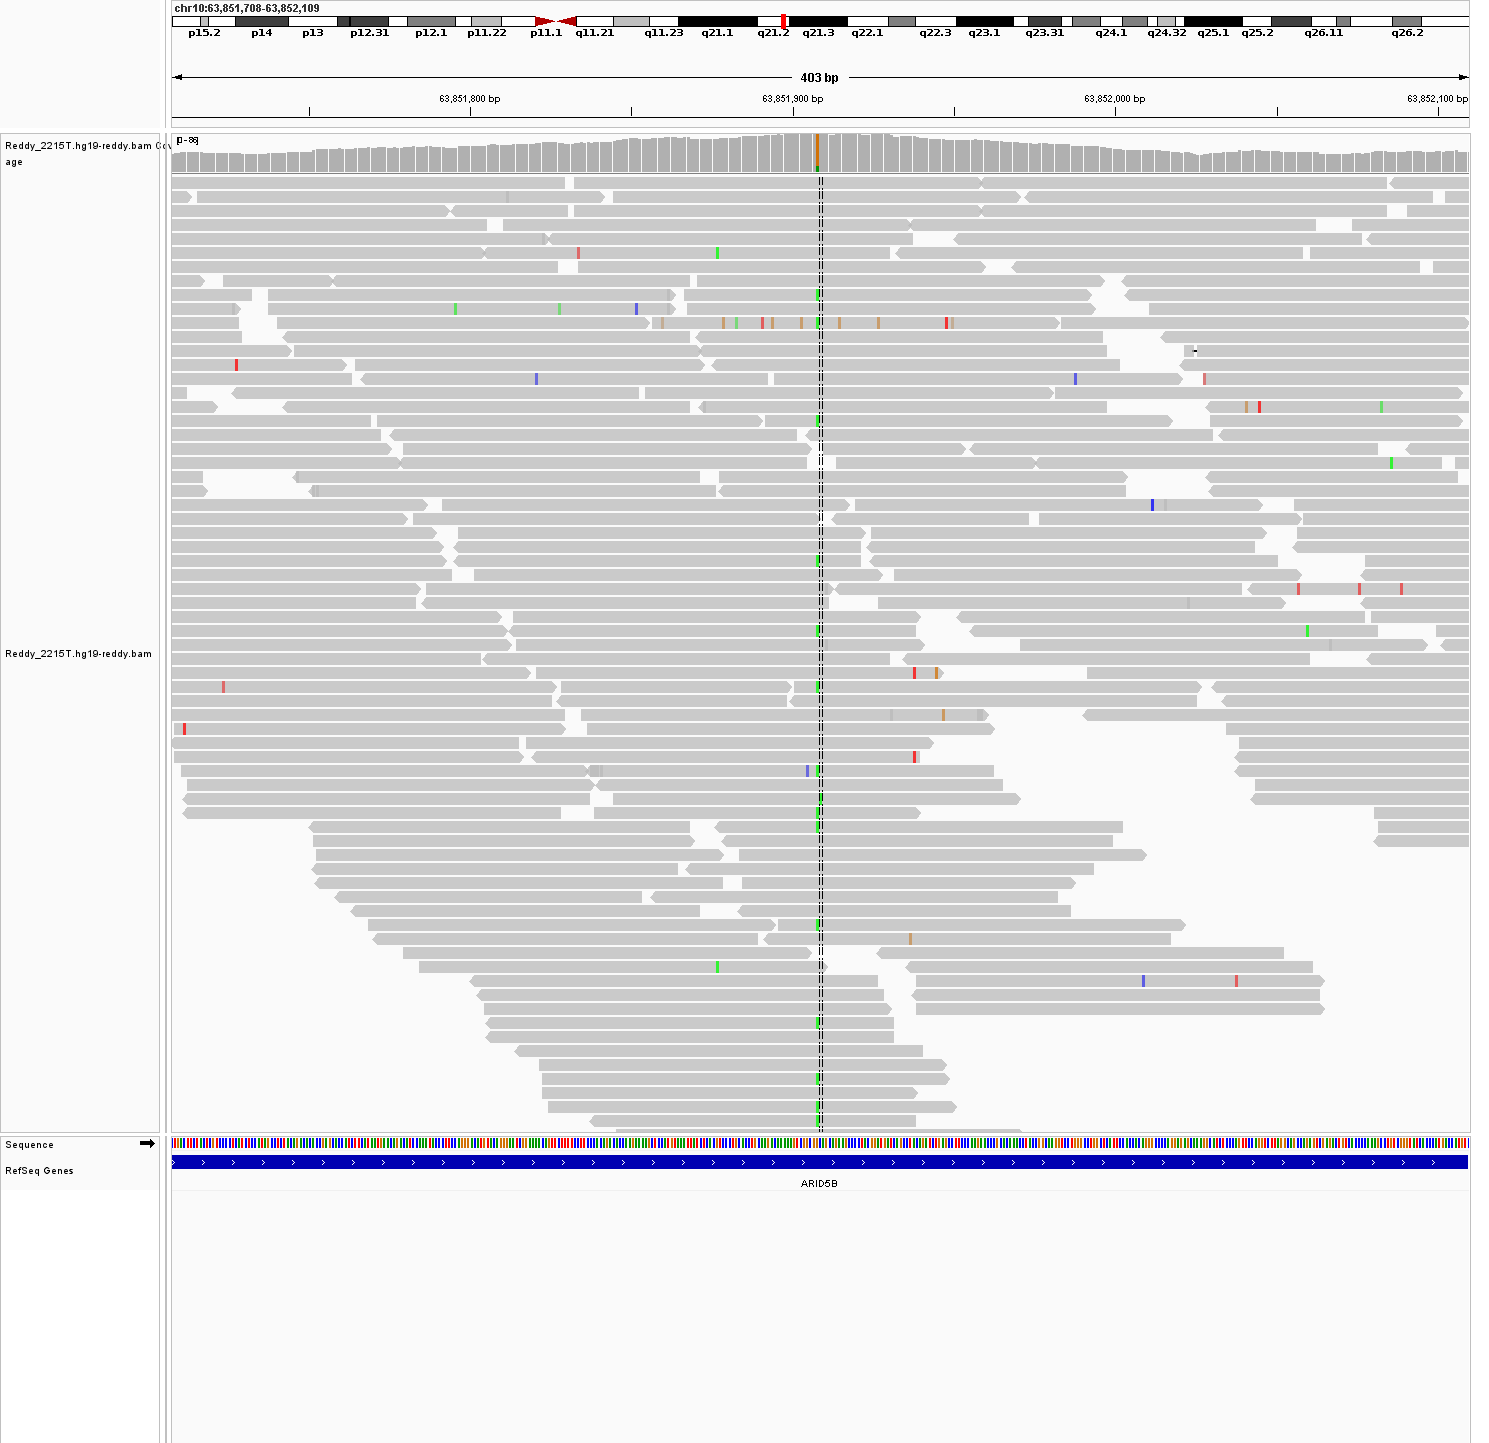 chr10:63,851,708-63,852,109
p15.2 p14 p13 p12.31 p12.1 p11.22 p11.1 q11.21 q11.23 q21.1 q21.2 q21.3 q22.1 q22.3 q23.1 q23.31 q24.1 q24.32 q25.1 q25.2 q26.11 q26.2
403 bp
63,851,800 bp 63,851,900 bp 63,852,000 bp 63,852,100 bp
Reddy_2215T.hg19-reddy.bam Cov
age
[0-86]
Reddy_2215T.hg19-reddy.bam
Sequence
RefSeq Genes
ARID5B